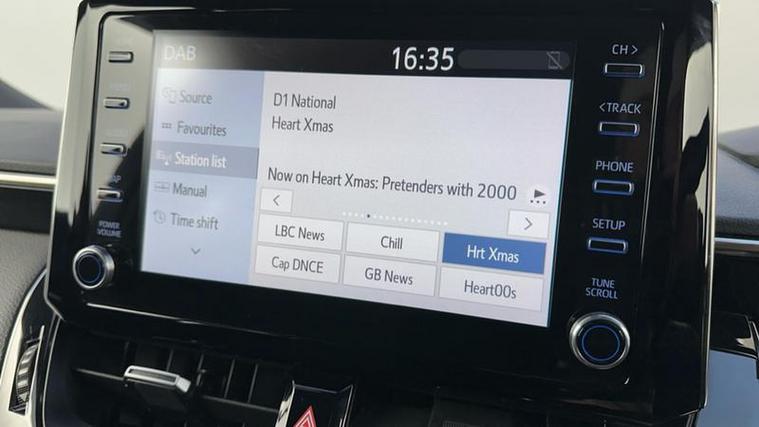 DAB
16:35
Source
Favourites
Station list
Manual
Time shift
D1 National
Heart Xmas
Now on Heart Xmas: Pretenders with 2000
LBC News
Chill
Hrt Xmas
Cap DNCE
GB News
Heart00s
POWER
VOLUME
CH >
< TRACK
PHONE
SETUP
TUNE
SCROLL